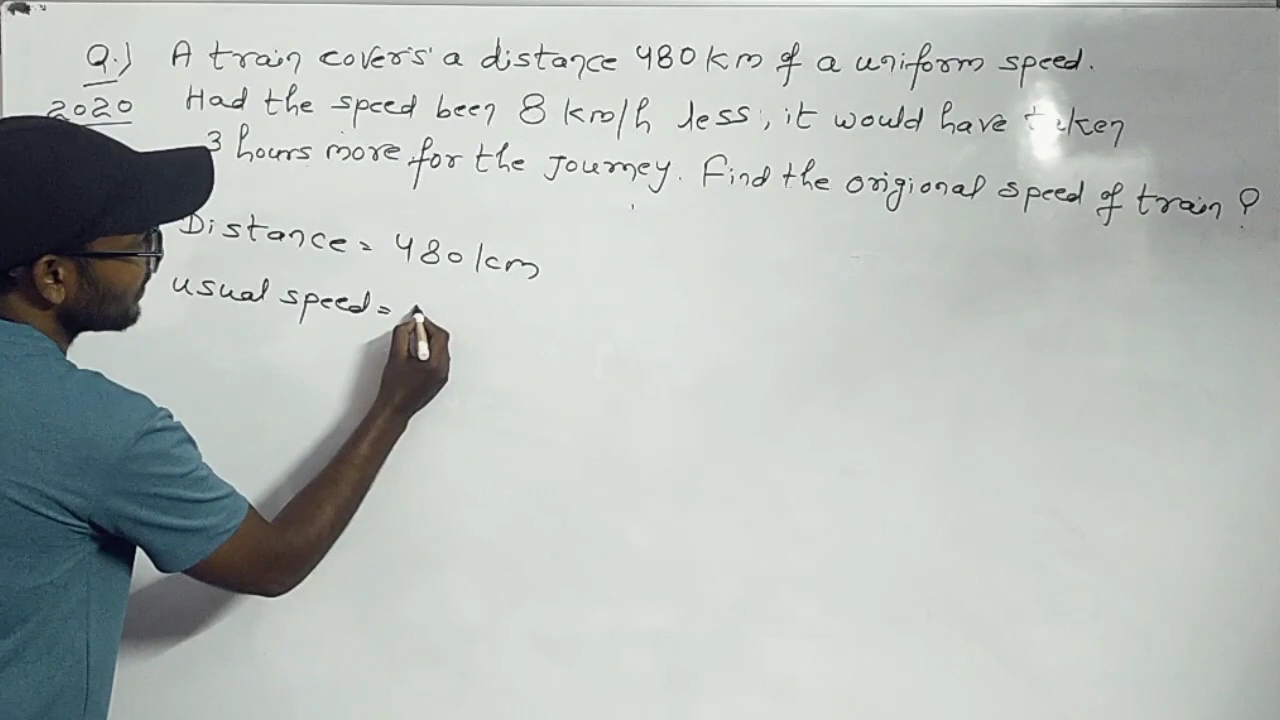 Q.) A train covers a distance 480 km of a uniform speed.
2020 Had the speed been 8 km/h less, it would have taken
3 hours more for the Journey. Find the origional speed of train ?
Distance = 480 km
usual speed =